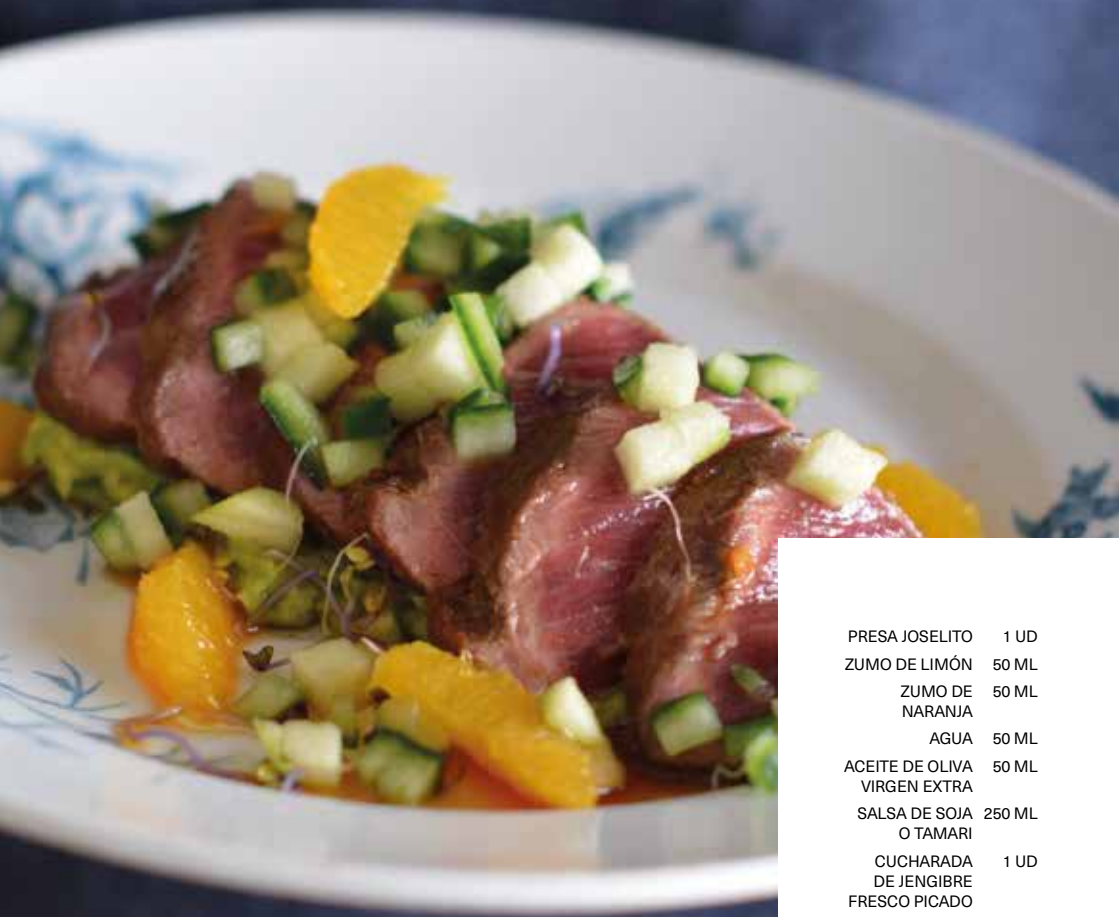 PRESA JOSELITO 1 UD
ZUMO DE LIMÓN 50 ML
ZUMO DE 50 ML
NARANJA
AGUA 50 ML
ACEITE DE OLIVA 50 ML
VIRGEN EXTRA
SALSA DE SOJA 250 ML
O TAMARI
CUCHARADA 1 UD
DE JENGIBRE
FRESCO PICADO